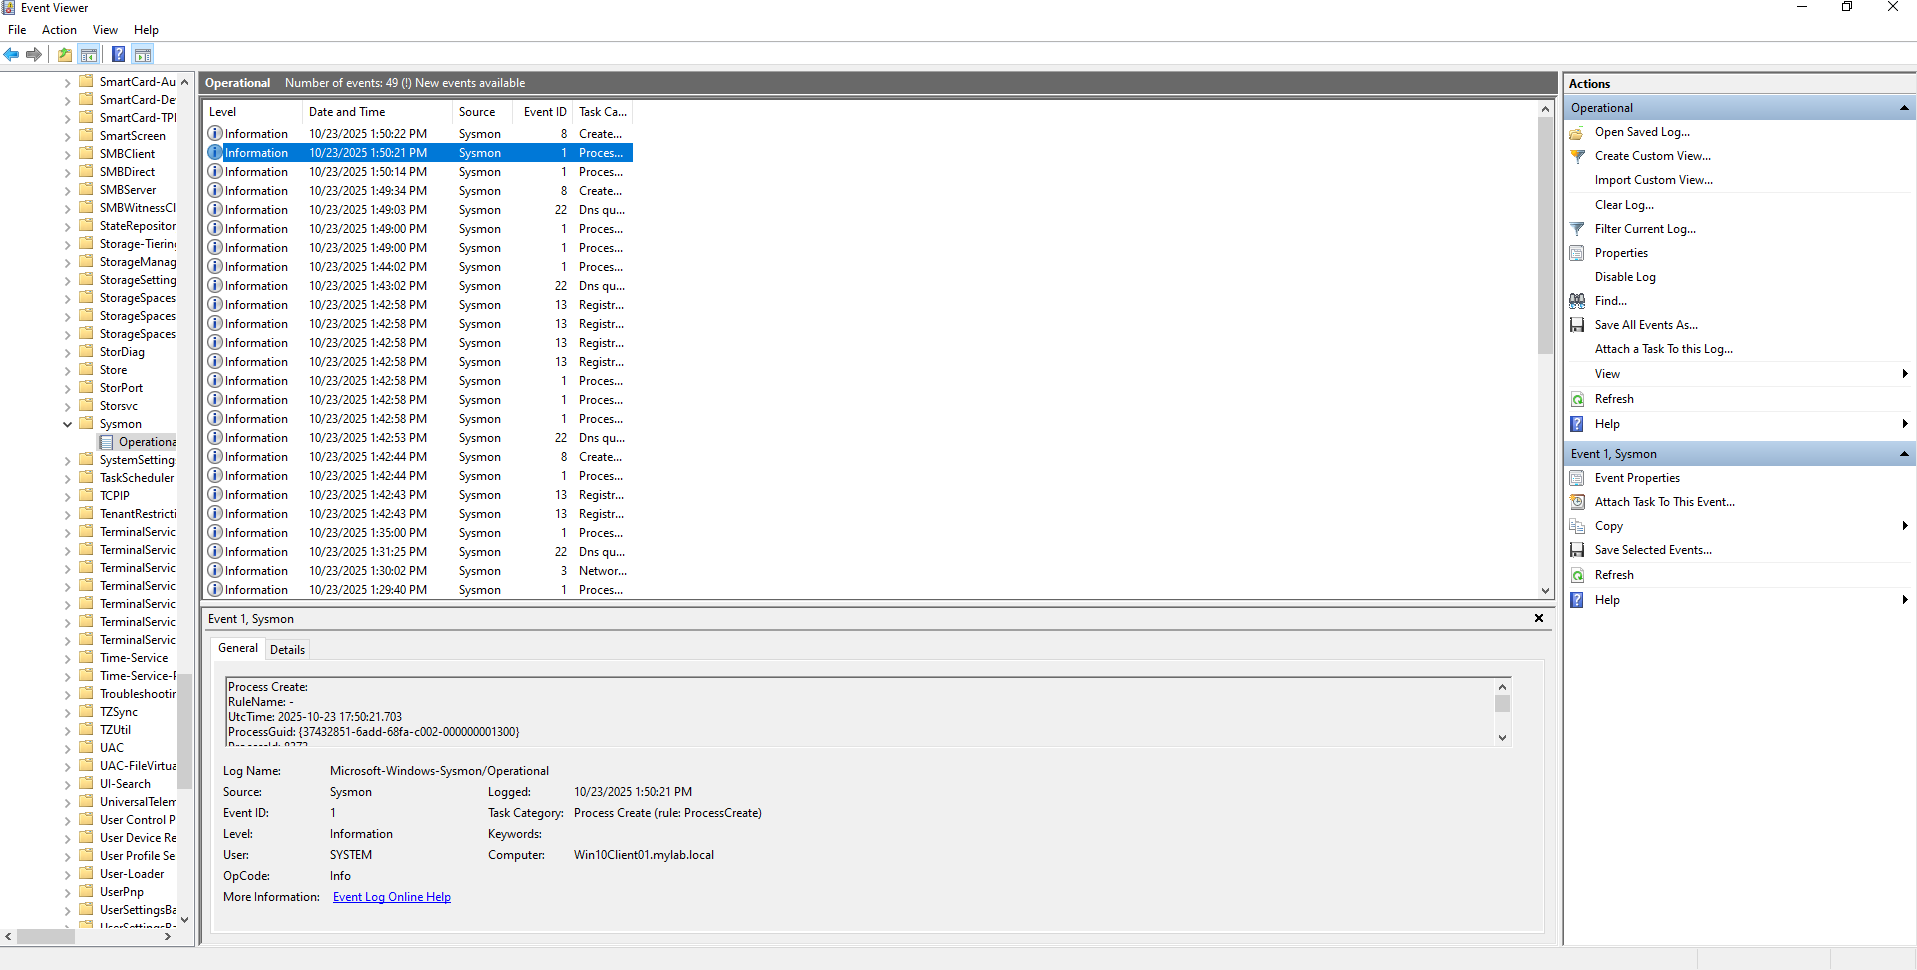 Event Viewer
File Action View Help
SmartCard-Au
SmartCard-De
SmartCard-TPI
SmartScreen
SMBClient
SMBDirect
SMBServer
SMBWitnessCl
StateRepositor
Storage-Tiering
StorageManag
StorageSetting
StorageSpaces
StorageSpaces
StorageSpaces
StorDiag
Store
StorPort
Storsvc
Sysmon
Operationa
SystemSetting:
TaskScheduler
TCPIP
TenantRestricti
TerminalServic
TerminalServic
TerminalServic
TerminalServic
TerminalServic
TerminalServic
TerminalServic
Time-Service
Time-Service-F
Troubleshootin
TZSync
TZUtil
UAC
UAC-FileVirtua
UI-Search
UniversalTelem
User Control P
User Device Re
User Profile Se
User-Loader
UserPnp
UserSettingsBa
UserSettingsBa
Operational Number of events: 49 (!) New events available
Level Date and Time Source Event ID Task Ca...
Information 10/23/2025 1:50:22 PM Sysmon 8 Create...
Information 10/23/2025 1:50:21 PM Sysmon 1 Proces...
Information 10/23/2025 1:50:14 PM Sysmon 1 Proces...
Information 10/23/2025 1:49:34 PM Sysmon 8 Create...
Information 10/23/2025 1:49:03 PM Sysmon 22 Dns qu...
Information 10/23/2025 1:49:00 PM Sysmon 1 Proces...
Information 10/23/2025 1:49:00 PM Sysmon 1 Proces...
Information 10/23/2025 1:44:02 PM Sysmon 1 Proces...
Information 10/23/2025 1:43:02 PM Sysmon 22 Dns qu...
Information 10/23/2025 1:42:58 PM Sysmon 13 Registr...
Information 10/23/2025 1:42:58 PM Sysmon 13 Registr...
Information 10/23/2025 1:42:58 PM Sysmon 13 Registr...
Information 10/23/2025 1:42:58 PM Sysmon 13 Registr...
Information 10/23/2025 1:42:58 PM Sysmon 1 Proces...
Information 10/23/2025 1:42:58 PM Sysmon 1 Proces...
Information 10/23/2025 1:42:58 PM Sysmon 1 Proces...
Information 10/23/2025 1:42:53 PM Sysmon 22 Dns qu...
Information 10/23/2025 1:42:44 PM Sysmon 8 Create...
Information 10/23/2025 1:42:44 PM Sysmon 1 Proces...
Information 10/23/2025 1:42:43 PM Sysmon 13 Registr...
Information 10/23/2025 1:42:43 PM Sysmon 13 Registr...
Information 10/23/2025 1:35:00 PM Sysmon 1 Proces...
Information 10/23/2025 1:31:25 PM Sysmon 22 Dns qu...
Information 10/23/2025 1:30:02 PM Sysmon 3 Networ...
Information 10/23/2025 1:29:40 PM Sysmon 1 Proces...
Event 1, Sysmon
General Details
Process Create:
RuleName: -
UtcTime: 2025-10-23 17:50:21.703
ProcessGuid: {37432851-6add-68fa-c002-000000001300}
ProcessId: 8272
Log Name: Microsoft-Windows-Sysmon/Operational
Source: Sysmon Logged: 10/23/2025 1:50:21 PM
Event ID: 1 Task Category: Process Create (rule: ProcessCreate)
Level: Information Keywords:
User: SYSTEM Computer: Win10Client01.mylab.local
OpCode: Info
More Information: Event Log Online Help
Actions
Operational
Open Saved Log...
Create Custom View...
Import Custom View...
Clear Log...
Filter Current Log...
Properties
Disable Log
Find...
Save All Events As...
Attach a Task To this Log...
View
Refresh
Help
Event 1, Sysmon
Event Properties
Attach Task To This Event...
Copy
Save Selected Events...
Refresh
Help